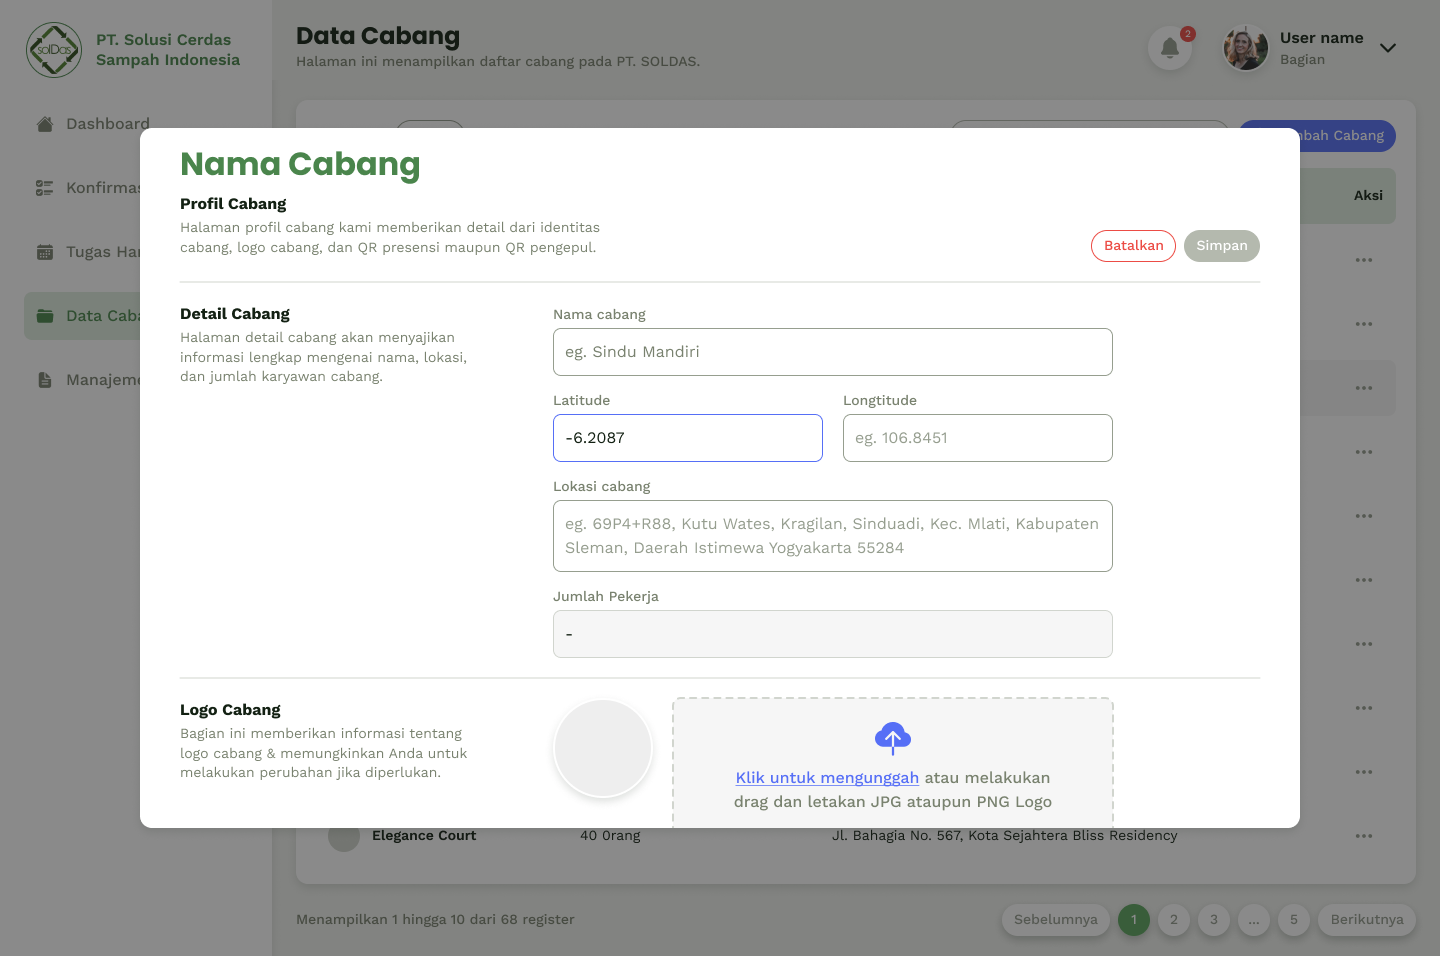 solDas
PT. Solusi Cerdas
Sampah Indonesia
Data Cabang
Halaman ini menampilkan daftar cabang pada PT. SOLDAS.
2
User name
Bagian
Dashboard
Konfirmas
Tugas Har
Data Caba
Manajeme
mbah Cabang
Aksi
Nama Cabang
Profil Cabang
Halaman profil cabang kami memberikan detail dari identitas
cabang, logo cabang, dan QR presensi maupun QR pengepul.
Batalkan
Simpan
Detail Cabang
Halaman detail cabang akan menyajikan
informasi lengkap mengenai nama, lokasi,
dan jumlah karyawan cabang.
Nama cabang
eg. Sindu Mandiri
Latitude
-6.2087
Longtitude
eg. 106.8451
Lokasi cabang
eg. 69P4+R88, Kutu Wates, Kragilan, Sinduadi, Kec. Mlati, Kabupaten
Sleman, Daerah Istimewa Yogyakarta 55284
Jumlah Pekerja
-
Logo Cabang
Bagian ini memberikan informasi tentang
logo cabang & memungkinkan Anda untuk
melakukan perubahan jika diperlukan.
Klik untuk mengunggah atau melakukan
drag dan letakan JPG ataupun PNG Logo
Elegance Court
40 Orang
Jl. Bahagia No. 567, Kota Sejahtera Bliss Residency
Menampilkan 1 hingga 10 dari 68 register
Sebelumnya
1
2
3
...
5
Berikutnya